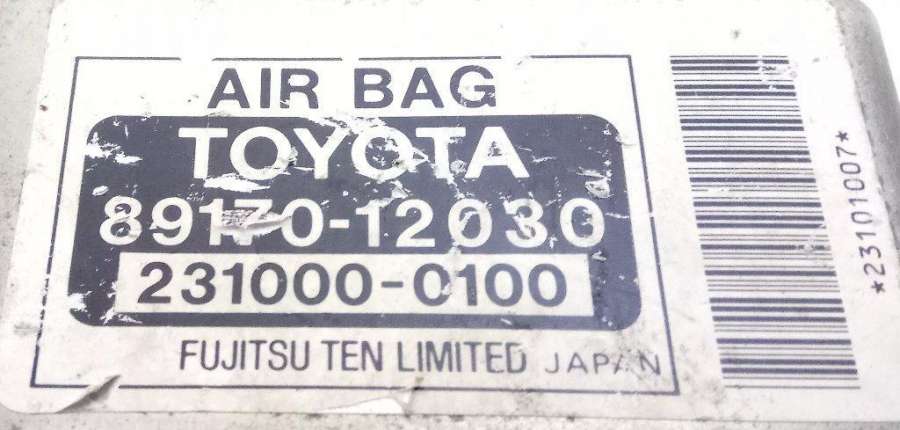 AIR BAG
TOYOTA
89170-12030
231000-0100
FUJITSU TEN LIMITED JAPAN
*23101007*